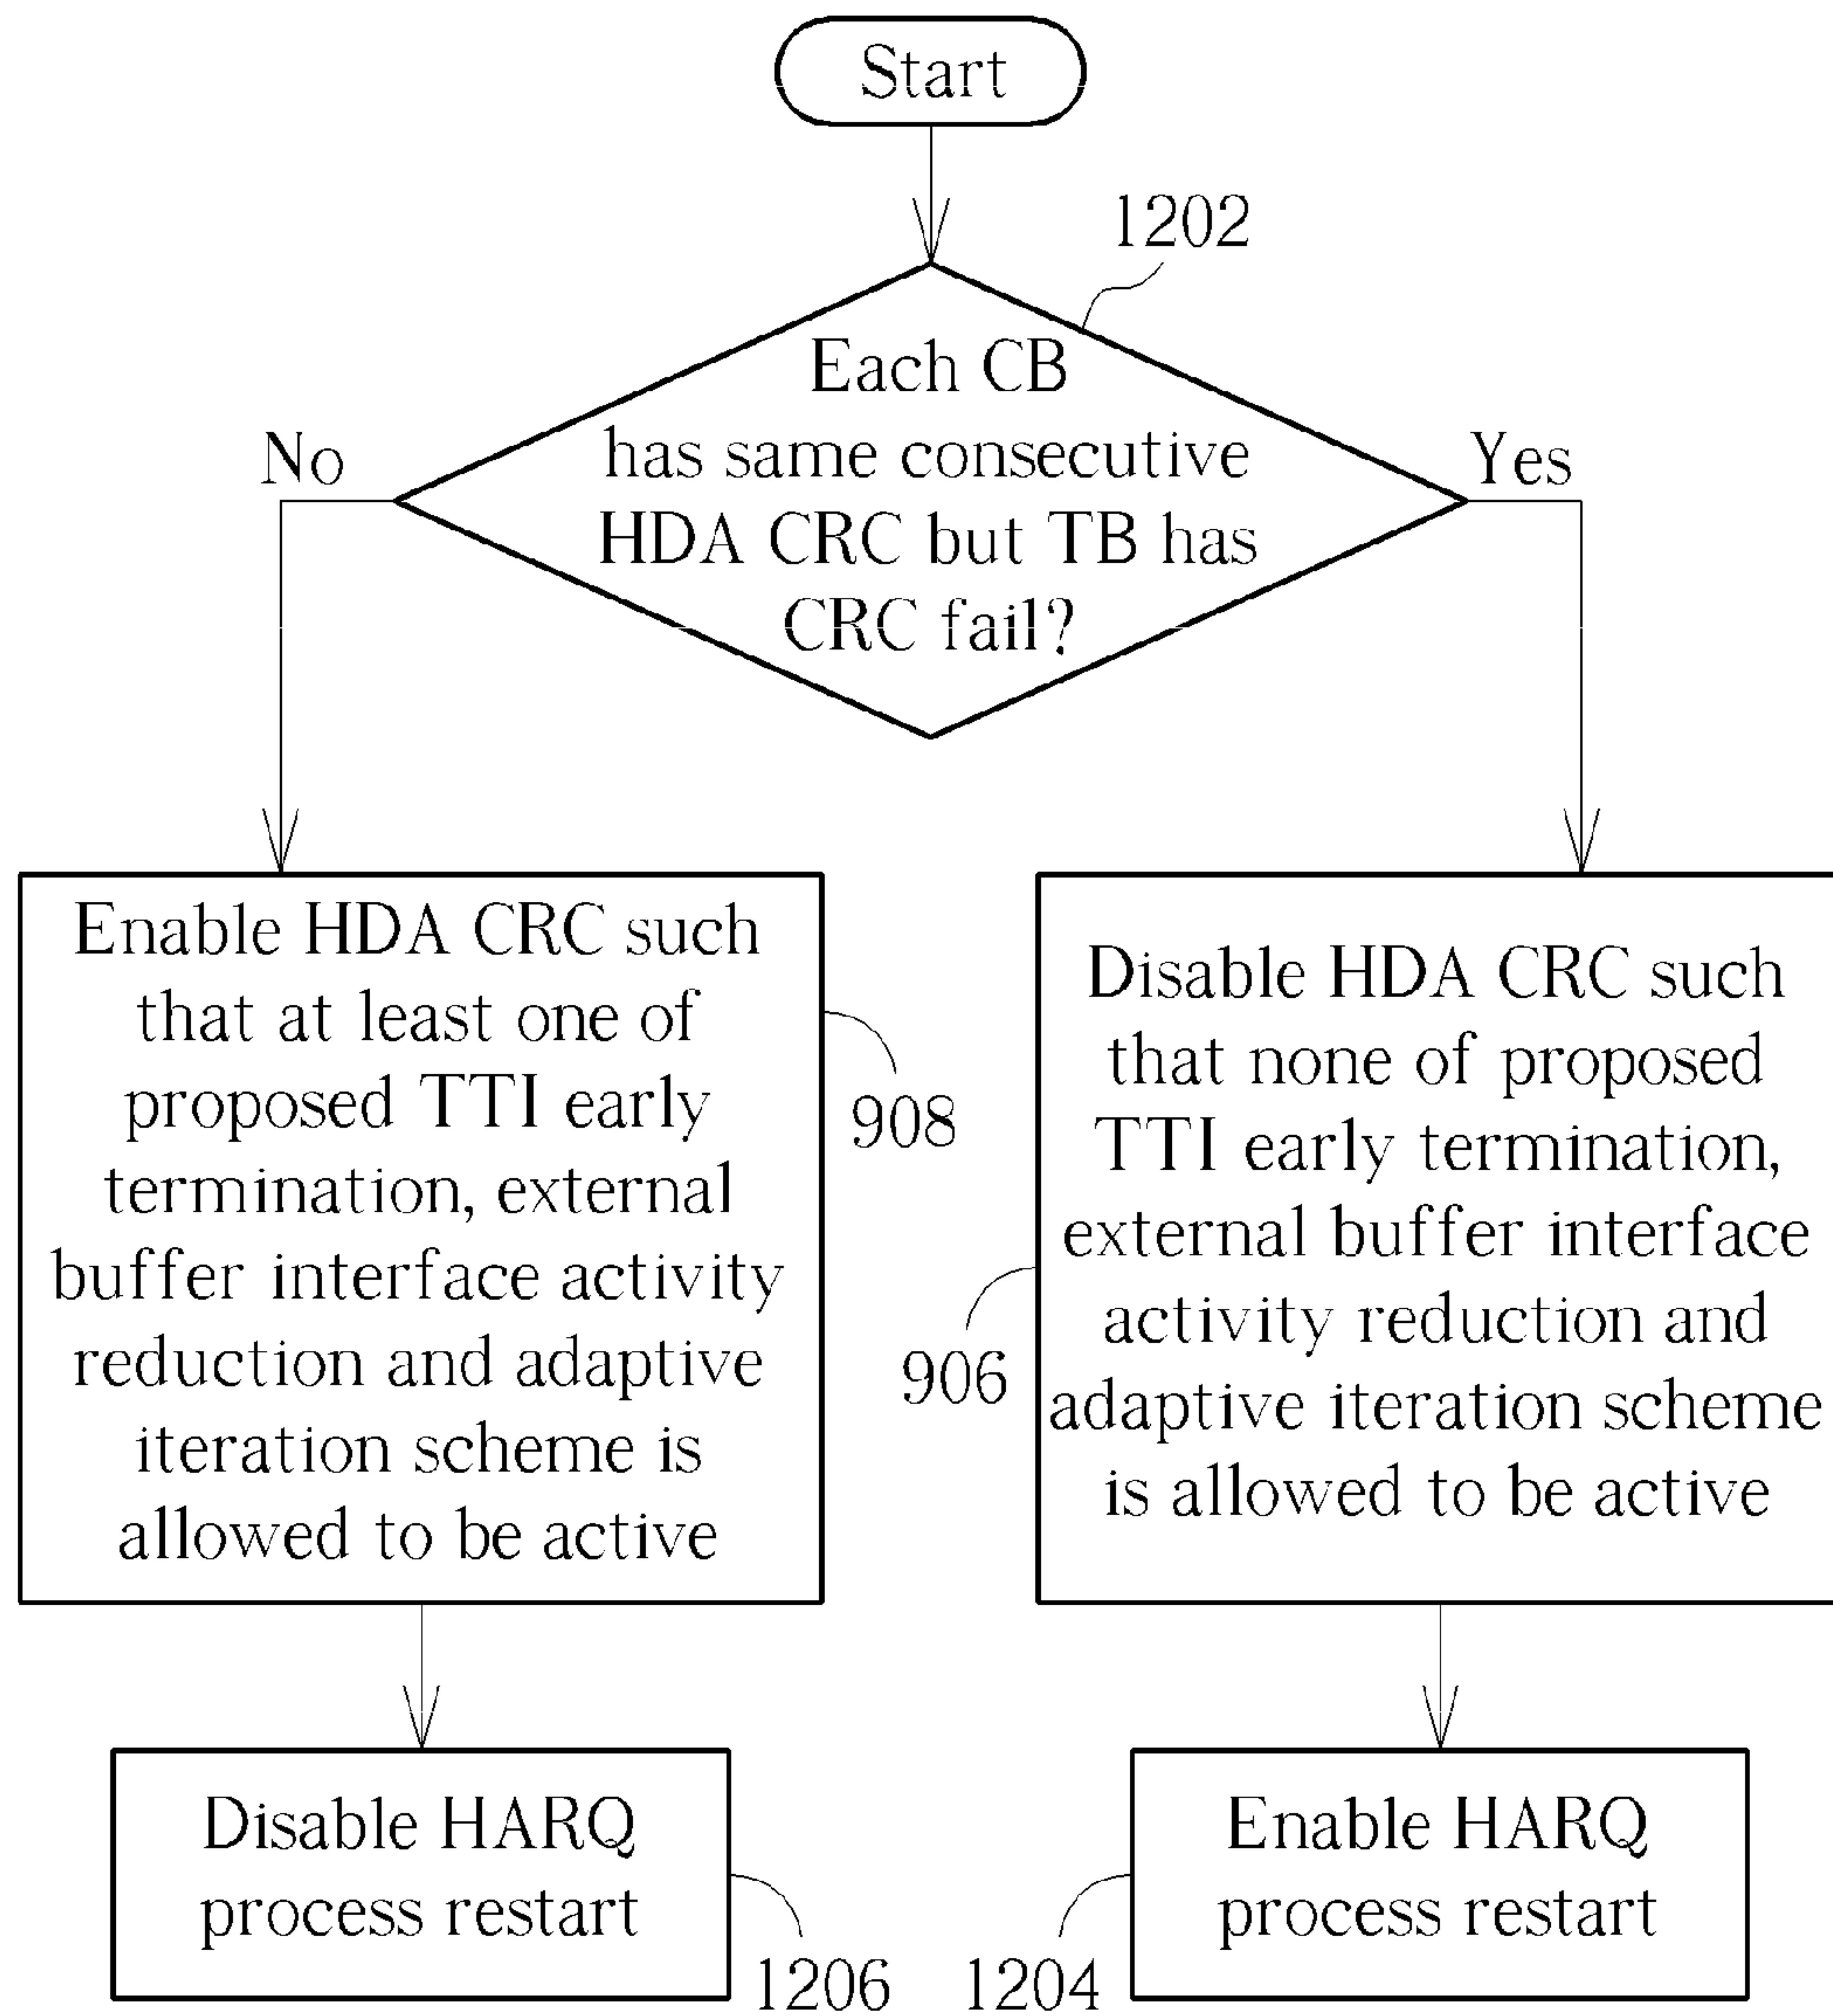 Start
1202
Each CB
has same consecutive
HDA CRC but TB has
CRC fail?
No
Yes
Enable HDA CRC such
that at least one of
proposed TTI early
termination, external
buffer interface activity
reduction and adaptive
iteration scheme is
allowed to be active
908
Disable HDA CRC such
that none of proposed
TTI early termination,
external buffer interface
activity reduction and
adaptive iteration scheme
is allowed to be active
906
Disable HARQ
process restart
1206
Enable HARQ
process restart
1204